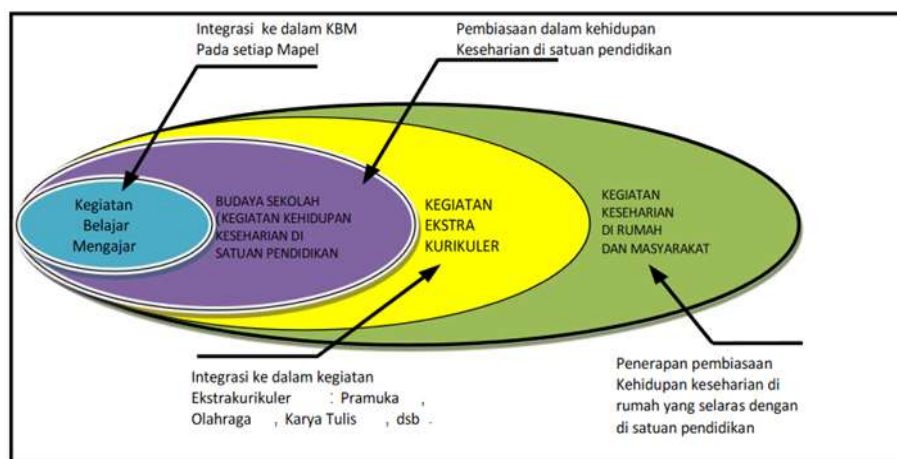 Integrasi ke dalam KBM
Pada setiap Mapel
Pembiasaan dalam kehidupan
Keseharian di satuan pendidikan
Kegiatan
Belajar
Mengajar
BUDAYA SEKOLAH
(KEGIATAN KEHIDUPAN
KESEHARIAN DI
SATUAN PENDIDIKAN
KEGIATAN
EKSTRA
KURIKULER
KEGIATAN
KESEHARIAN
DI RUMAH
DAN MASYARAKAT
Integrasi ke dalam kegiatan
Ekstrakurikuler : Pramuka ,
Olahraga , Karya Tulis , dsb .
Penerapan pembiasaan
Kehidupan keseharian di
rumah yang selaras dengan
di satuan pendidikan